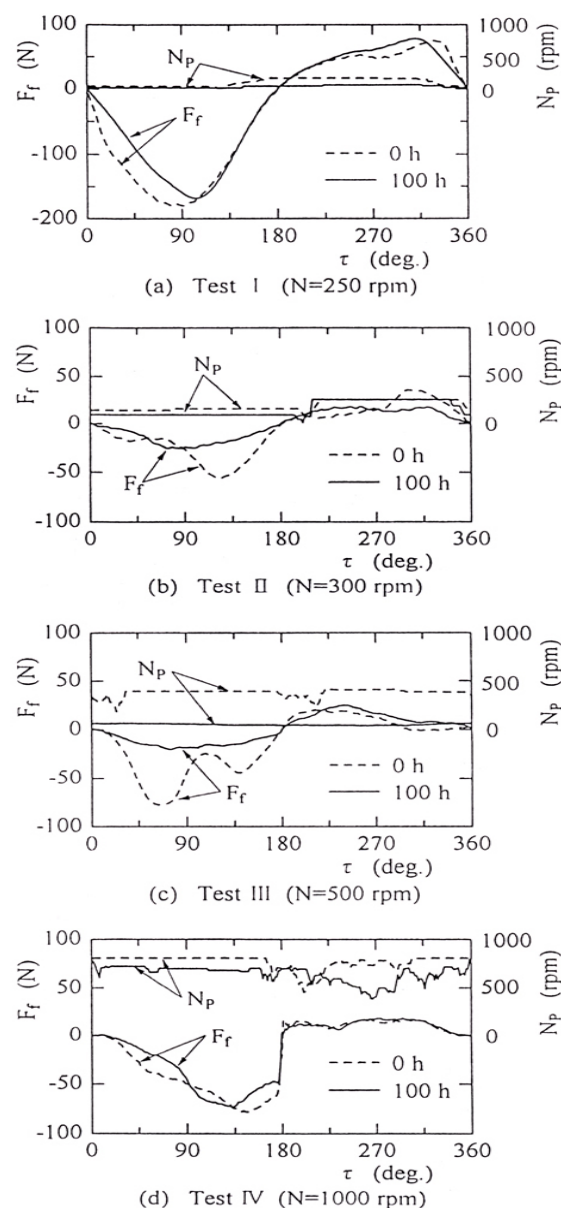 100 1000
50 500
0 0
-100
-200
F_f (N)
N_P (rpm)
N_P
F_f
0 h
100 h
0 90 180 270 360
τ (deg.)
(a) Test I (N=250 rpm)
100 1000
50 500
0 0
-50
-100
F_f (N)
N_P (rpm)
N_P
F_f
0 h
100 h
0 90 180 270 360
τ (deg.)
(b) Test II (N=300 rpm)
100 1000
50 500
0 0
-50
-100
F_f (N)
N_P (rpm)
N_P
F_f
0 h
100 h
0 90 180 270 360
τ (deg.)
(c) Test III (N=500 rpm)
100 1000
50 500
0 0
-50
-100
F_f (N)
N_P (rpm)
N_P
F_f
0 h
100 h
0 90 180 270 360
τ (deg.)
(d) Test IV (N=1000 rpm)